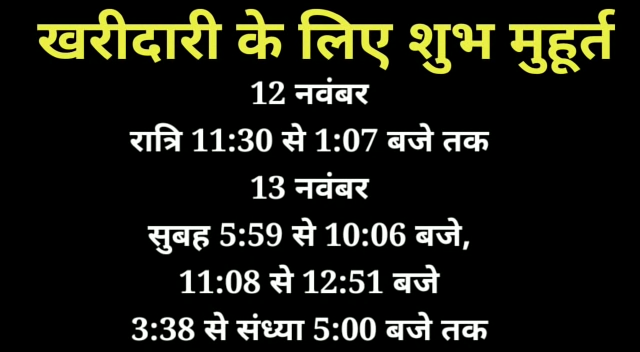 खरीदारी के लिए शुभ मुहूर्त
12 नवंबर
रात्रि 11:30 से 1:07 बजे तक
13 नवंबर
सुबह 5:59 से 10:06 बजे,
11:08 से 12:51 बजे
3:38 से संध्या 5:00 बजे तक